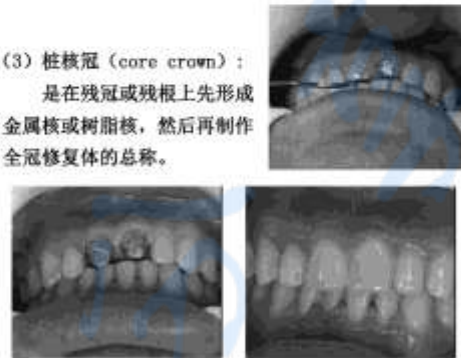 (3) 桩核冠（core crown）：
是在残冠或残根上先形成
金属核或树脂核，然后再制作
全冠修复体的总称。